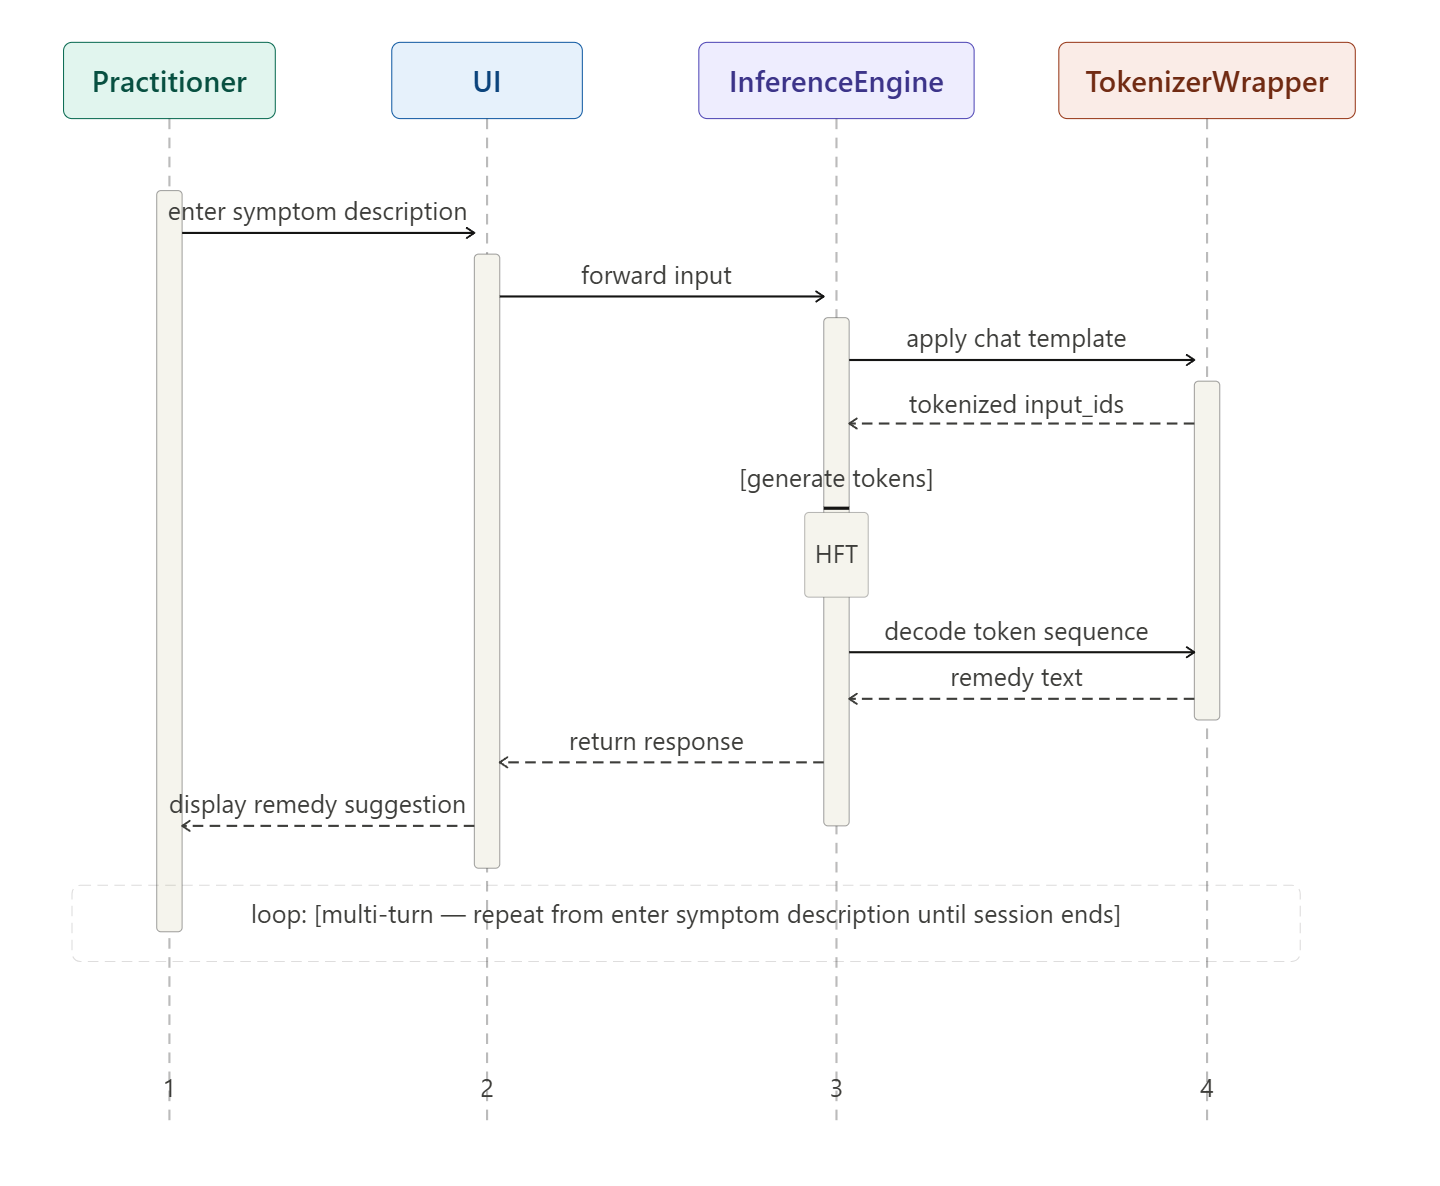 Practitioner
UI
InferenceEngine
TokenizerWrapper
enter symptom description
forward input
apply chat template
tokenized input_ids
[generate tokens]
HFT
decode token sequence
remedy text
return response
display remedy suggestion
loop: [multi-turn — repeat from enter symptom description until session ends]
1
2
3
4